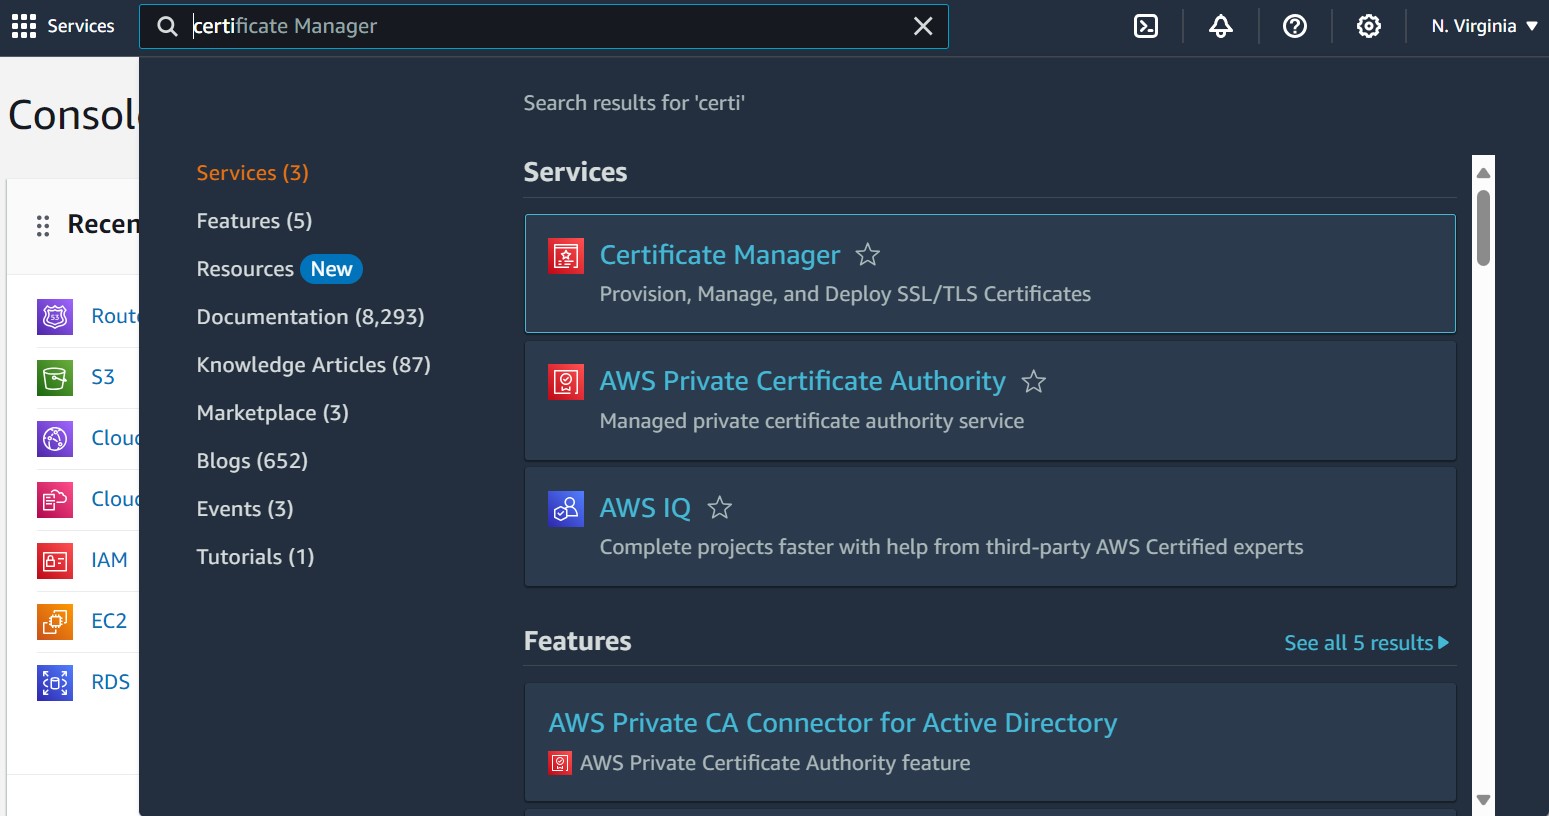 Services
certificate Manager
N. Virginia
Consol
Search results for 'certi'
Services (3)
Features (5)
Resources New
Documentation (8,293)
Knowledge Articles (87)
Marketplace (3)
Blogs (652)
Events (3)
Tutorials (1)
Recen
Rout
S3
Clou
Clou
IAM
EC2
RDS
Services
Certificate Manager
Provision, Manage, and Deploy SSL/TLS Certificates
AWS Private Certificate Authority
Managed private certificate authority service
AWS IQ
Complete projects faster with help from third-party AWS Certified experts
Features
See all 5 results
AWS Private CA Connector for Active Directory
AWS Private Certificate Authority feature